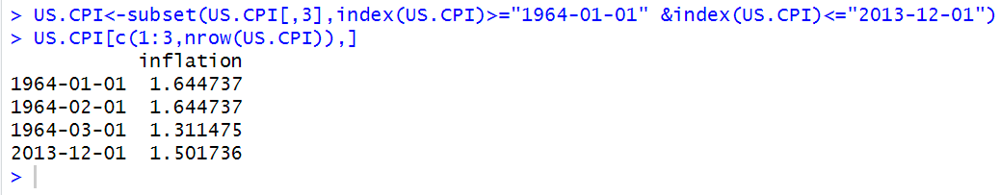 > US.CPI<-subset(US.CPI[,3],index(US.CPI)>="1964-01-01" &index(US.CPI)<="2013-12-01")
> US.CPI[c(1:3,nrow(US.CPI)),]
           inflation
1964-01-01  1.644737
1964-02-01  1.644737
1964-03-01  1.311475
2013-12-01  1.501736
>